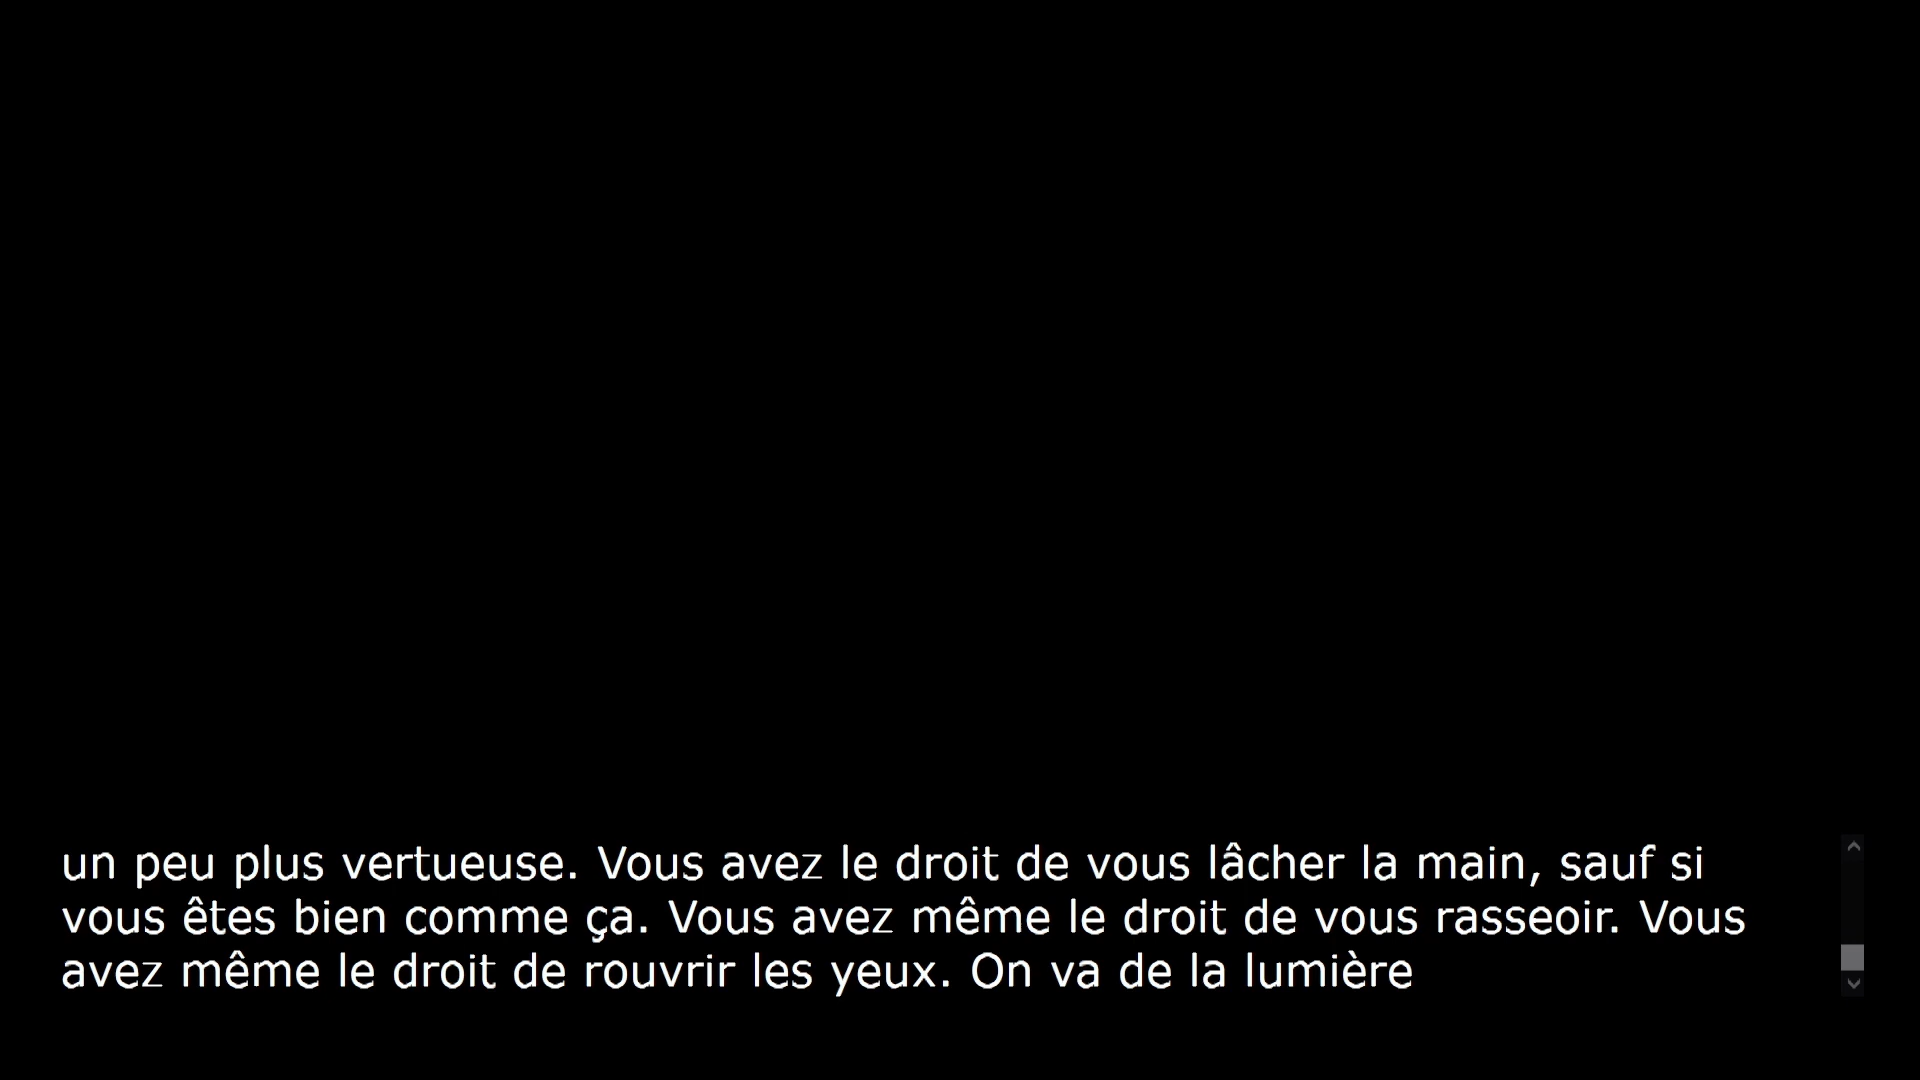 un peu plus vertueuse. Vous avez le droit de vous lâcher la main, sauf si
vous êtes bien comme ça. Vous avez même le droit de vous rasseoir. Vous
avez même le droit de rouvrir les yeux. On va de la lumière